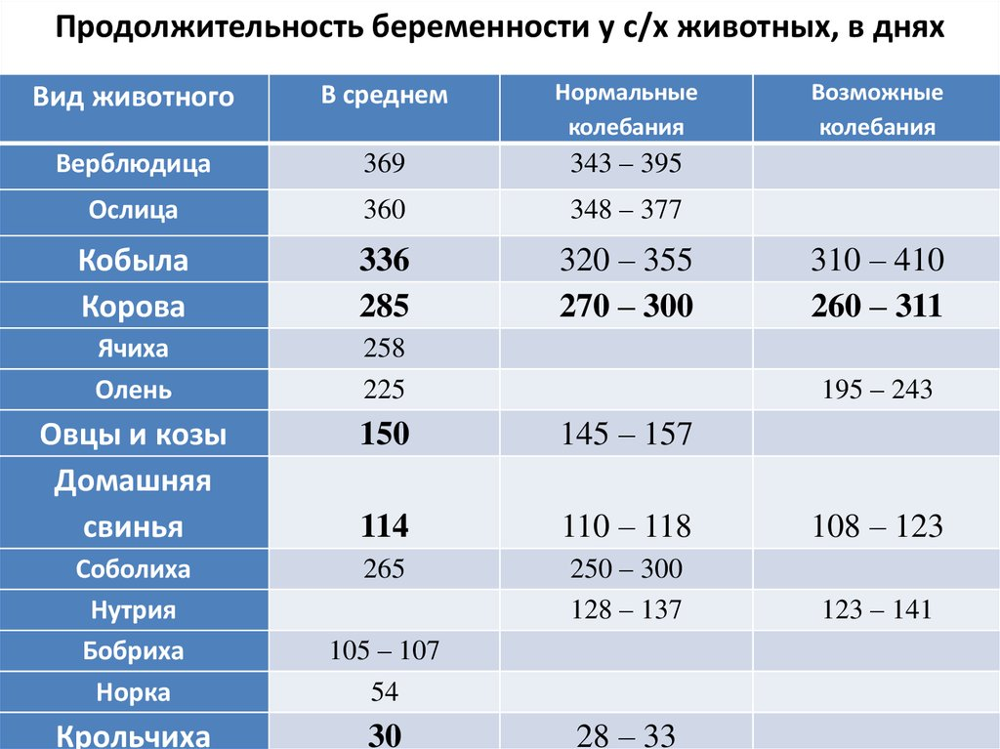 Продолжительность беременности у с/х животных, в днях
Вид животного В среднем Нормальные колебания Возможные колебания
Верблюдица 369 343 – 395
Ослица 360 348 – 377
Кобыла 336 320 – 355 310 – 410
Корова 285 270 – 300 260 – 311
Ячиха 258
Олень 225 195 – 243
Овцы и козы 150 145 – 157
Домашняя
свинья 114 110 – 118 108 – 123
Соболиха 265 250 – 300
Нутрия 128 – 137 123 – 141
Бобриха 105 – 107
Норка 54
Крольчиха 30 28 – 33